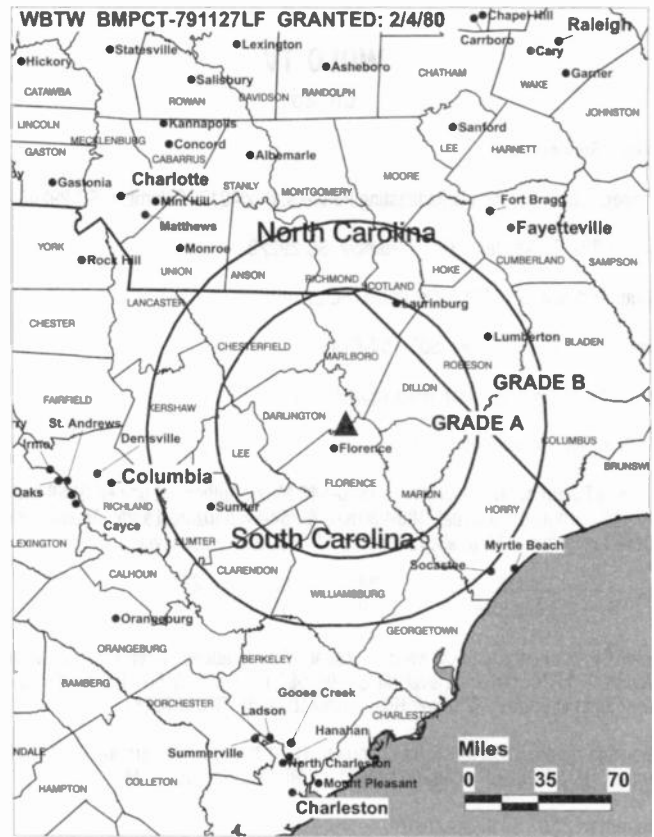 WBTW BMPCT-791127LF GRANTED: 2/4/80
Chapel Hill
Raleigh
Carrboro
Lexington
Statesville
Cary
Hickory
Asheboro
Garner
Salisbury
CHATHAM
WAKE
CATAWBA
ROWAN
DAVIDSON
RANDOLPH
JOHNSTON
LINCOLN
Kannapolis
Sanford
MECKLENBURG
Concord
LEE
HARNETT
GASTON
CABARRUS
Albemarle
MOORE
Gastonia
STANLY
MONTGOMERY
Charlotte
Mint Hill
Fort Bragg
Matthews
North Carolina
Fayetteville
YORK
Monroe
Rock Hill
UNION
ANSON
RICHMOND
SCOTLAND
HOKE
CUMBERLAND
SAMPSON
LANCASTER
Laurinburg
CHESTER
Lumberton
CHESTERFIELD
MARLBORO
ROBESON
BLADEN
DILLON
GRADE B
FAIRFIELD
KERSHAW
DARLINGTON
GRADE A
St. Andrews
Dentsville
COLUMBUS
Irmo
LEE
Florence
Columbia
FLORENCE
BRUNSW
Oaks
RICHLAND
Sumter
MARION
HORRY
Cayce
LEXINGTON
SUMTER
South Carolina
Myrtle Beach
CALHOUN
CLARENDON
Socastee
WILLIAMSBURG
Orangeburg
GEORGETOWN
ORANGEBURG
BERKELEY
BAMBERG
Goose Creek
DORCHESTER
Ladson
CHARLESTON
Hanahan
Summerville
Miles
NDALE
North Charleston
COLLETON
Mount Pleasant
0 35 70
HAMPTON
Charleston